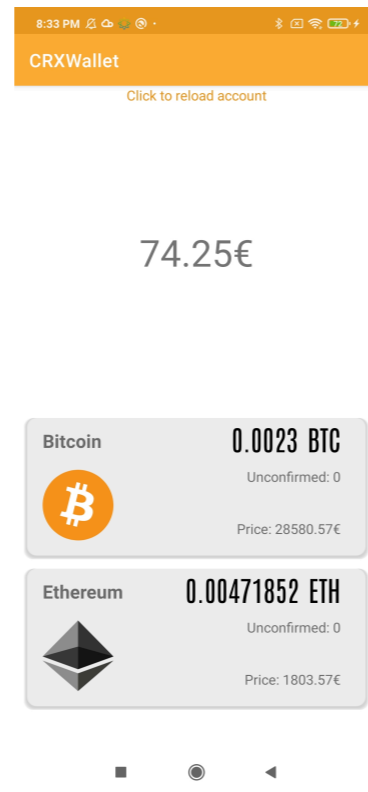 8:33 PM
72
CRXWallet
Click to reload account
74.25€
Bitcoin
0.0023 BTC
Unconfirmed: 0
Price: 28580.57€
Ethereum
0.00471852 ETH
Unconfirmed: 0
Price: 1803.57€